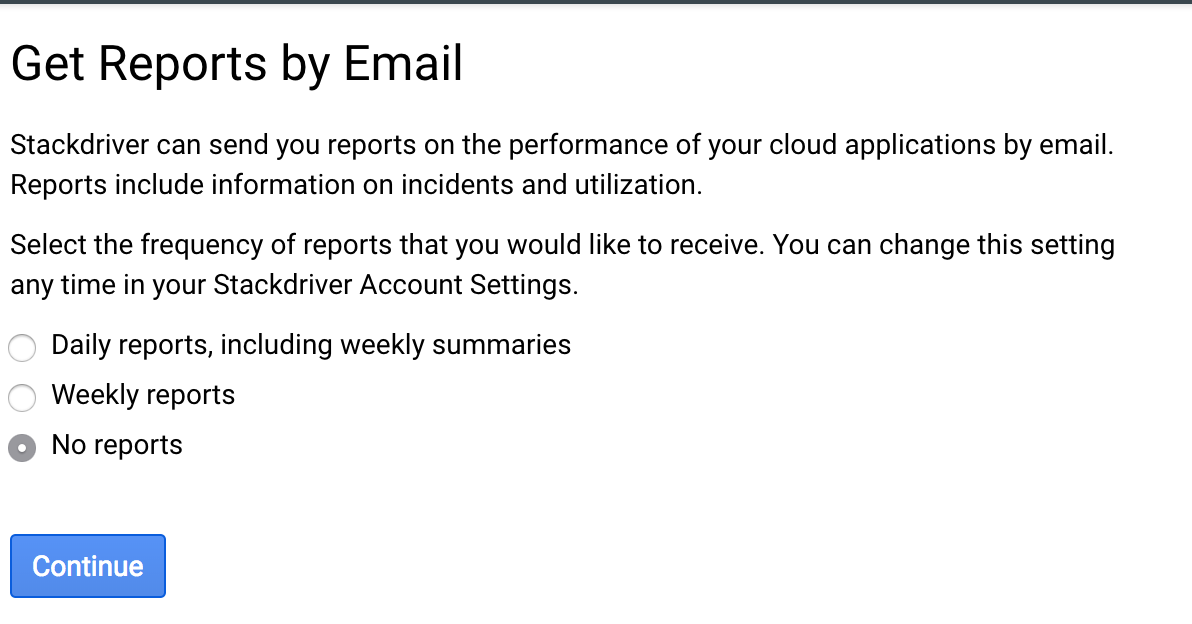 Get Reports by Email
Stackdriver can send you reports on the performance of your cloud applications by email.
Reports include information on incidents and utilization.
Select the frequency of reports that you would like to receive. You can change this setting
any time in your Stackdriver Account Settings.
Daily reports, including weekly summaries
Weekly reports
No reports
Continue